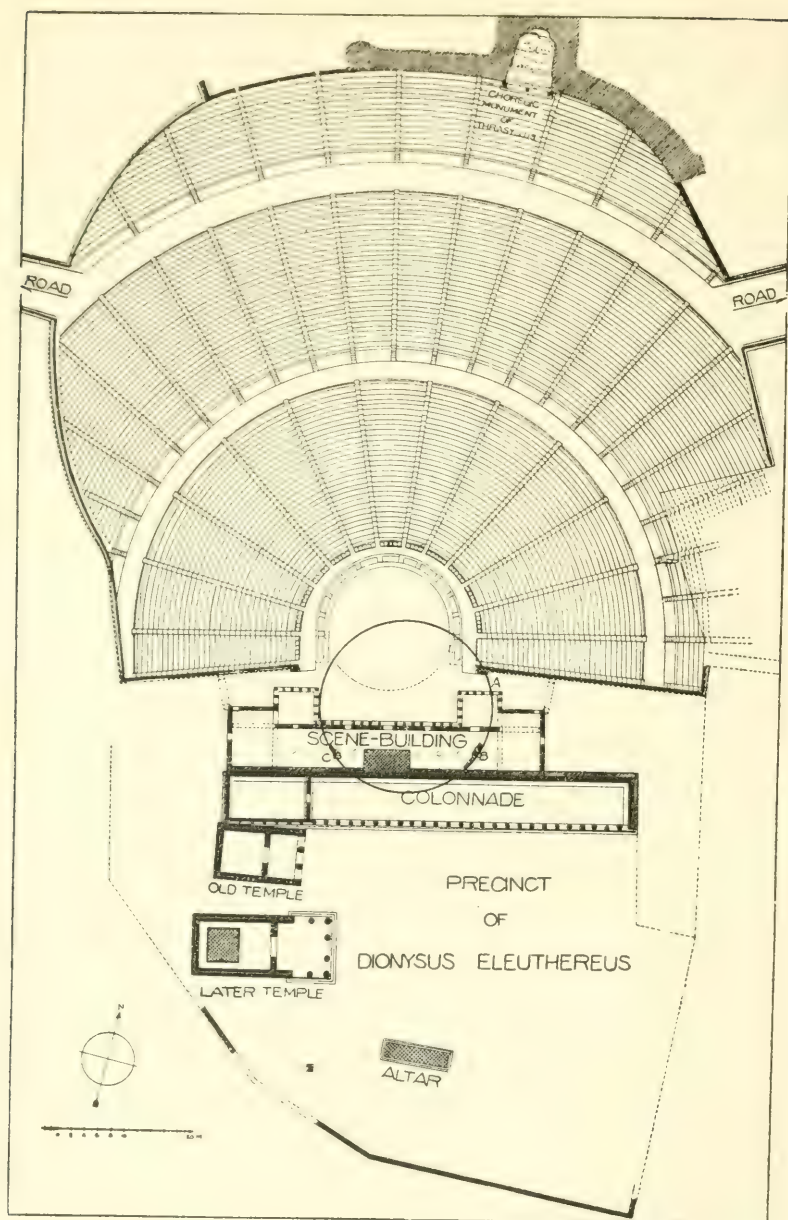 CHOREGIC
MONUMENT
OF
ROAD
ROAD
A
SCENE-BUILDING
C
B
B
COLONNADE
OLD TEMPLE
PRECINCT
OF
DIONYSUS ELEUTHEREUS
LATER TEMPLE
N
ALTAR